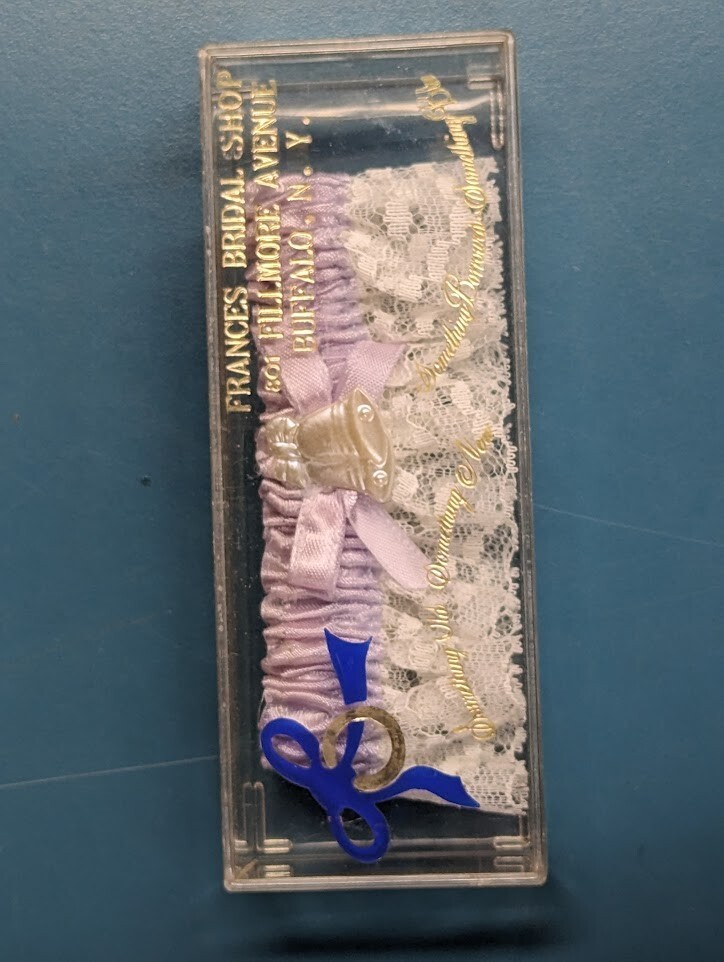 FRANCES BRIDAL SHOP
801 FILLMORE AVENUE
BUFFALO, N. Y.
Something Old Something New
Something Borrowed Something Blue